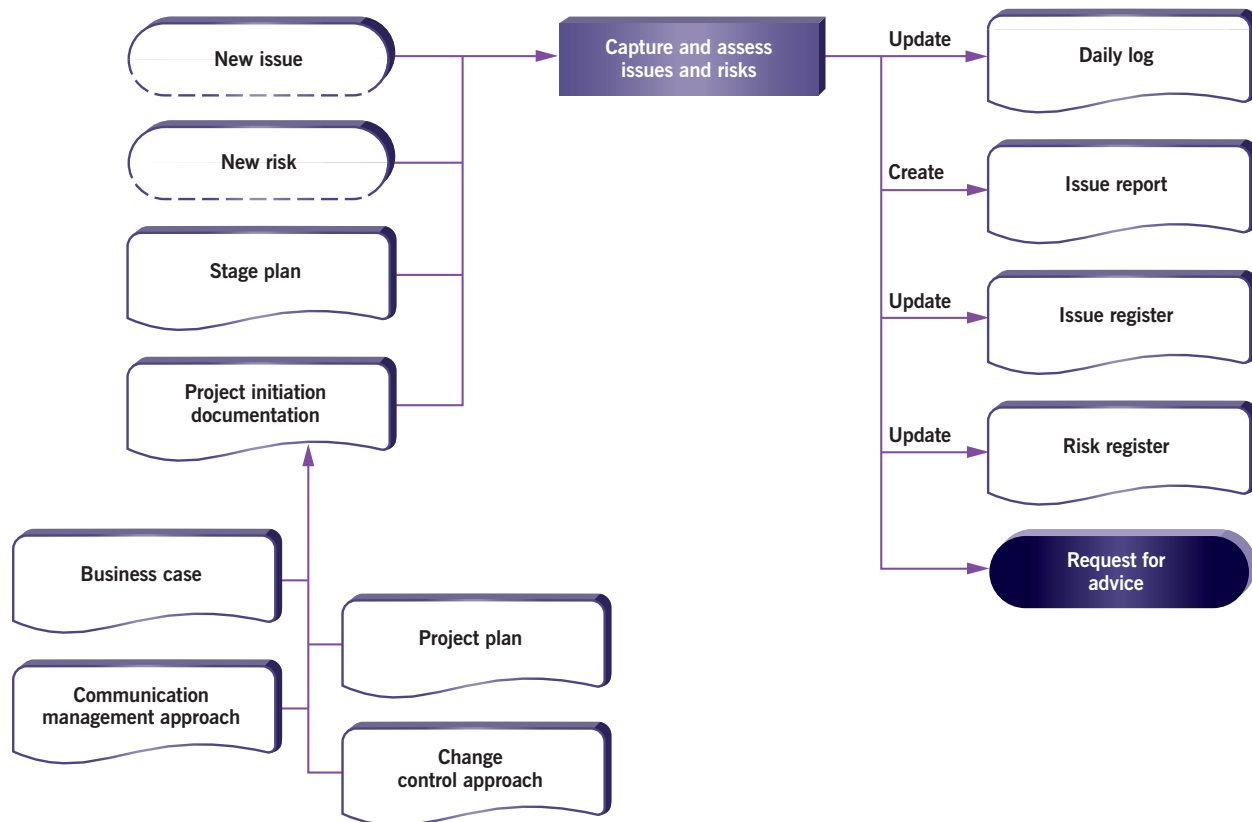 New issue
Capture and assess
issues and risks
Update
Daily log
New risk
Create
Issue report
Stage plan
Update
Issue register
Project initiation
documentation
Update
Risk register
Business case
Request for
advice
Project plan
Communication
management approach
Change
control approach